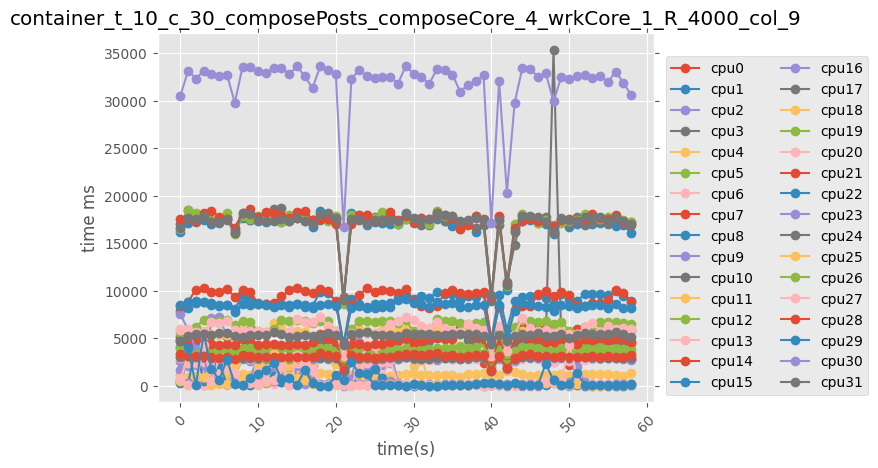 container_t_10_c_30_composePosts_composeCore_4_wrkCore_1_R_4000_col_9
35000
30000
25000
20000
15000
10000
5000
0
time ms
0
10
20
30
40
50
60
time(s)
cpu0
cpu1
cpu2
cpu3
cpu4
cpu5
cpu6
cpu7
cpu8
cpu9
cpu10
cpu11
cpu12
cpu13
cpu14
cpu15
cpu16
cpu17
cpu18
cpu19
cpu20
cpu21
cpu22
cpu23
cpu24
cpu25
cpu26
cpu27
cpu28
cpu29
cpu30
cpu31